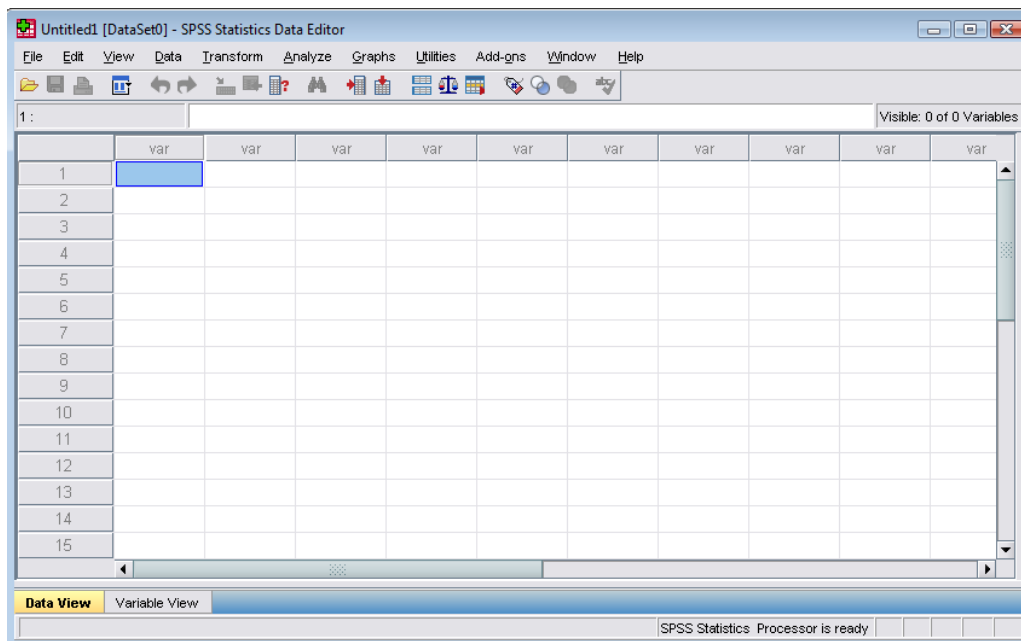 Untitled1 [DataSet0] - SPSS Statistics Data Editor
File Edit View Data Transform Analyze Graphs Utilities Add-ons Window Help
1 : Visible: 0 of 0 Variables
var var var var var var var var var var
1
2
3
4
5
6
7
8
9
10
11
12
13
14
15
Data View Variable View
SPSS Statistics Processor is ready